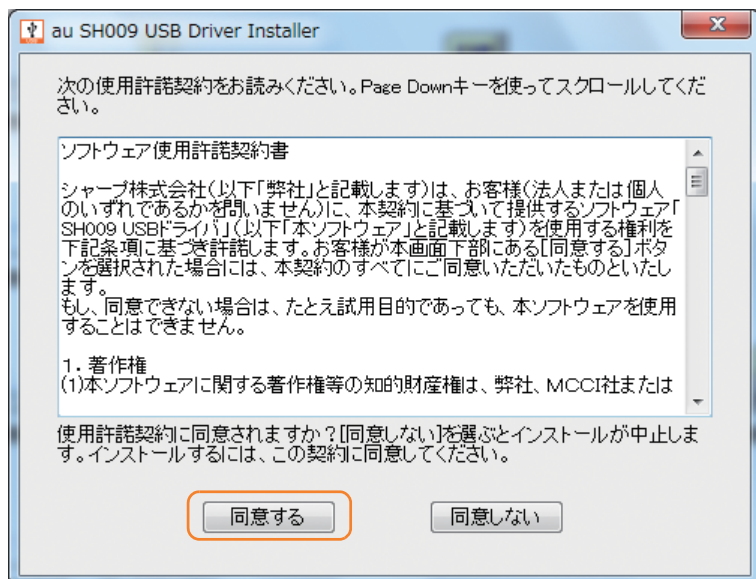 au SH009 USB Driver Installer
次の使用許諾契約をお読みください。Page Downキーを使ってスクロールしてくだ
さい。
ソフトウェア使用許諾契約書
シャープ株式会社(以下「弊社」と記載します)は、お客様(法人または個人
のいずれであるかを問いません)に、本契約に基づいて提供するソフトウェア「
SH009 USBドライバ」(以下「本ソフトウェア」と記載します)を使用する権利を
下記条項に基づき許諾します。お客様が本画面下部にある[同意する]ボタ
ンを選択された場合には、本契約のすべてにご同意いただいたものといたし
ます。
もし、同意できない場合は、たとえ試用目的であっても、本ソフトウェアを使用
することはできません。
1．著作権
(1)本ソフトウェアに関する著作権等の知的財産権は、弊社、MCCI社または
使用許諾契約に同意されますか？[同意しない]を選ぶとインストールが中止しま
す。インストールするには、この契約に同意してください。
同意する
同意しない